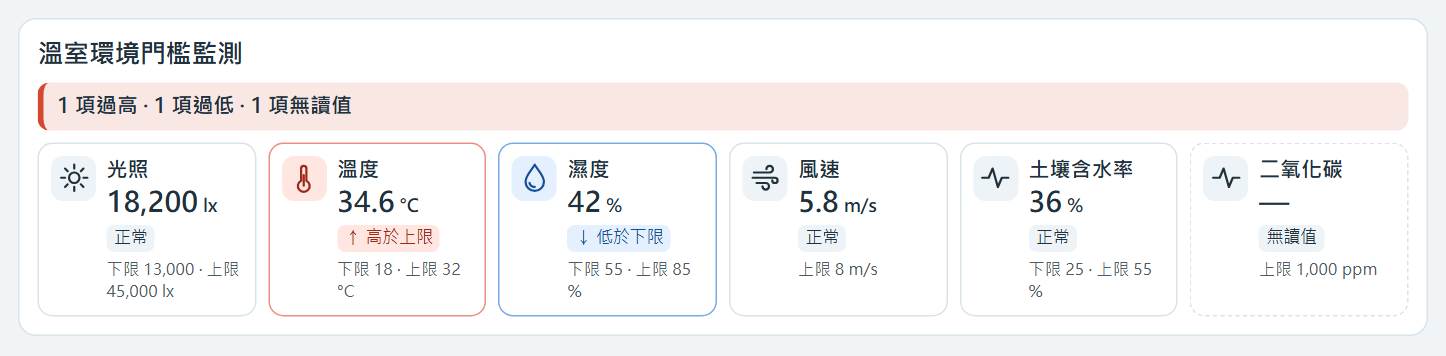 溫室環境門檻監測
1 項過高 · 1 項過低 · 1 項無讀值
光照
18,200 lx
正常
下限 13,000 · 上限
45,000 lx
溫度
34.6 °C
↑ 高於上限
下限 18 · 上限 32
°C
濕度
42 %
↓ 低於下限
下限 55 · 上限 85
%
風速
5.8 m/s
正常
上限 8 m/s
土壤含水率
36 %
正常
下限 25 · 上限 55
%
二氧化碳
—
無讀值
上限 1,000 ppm